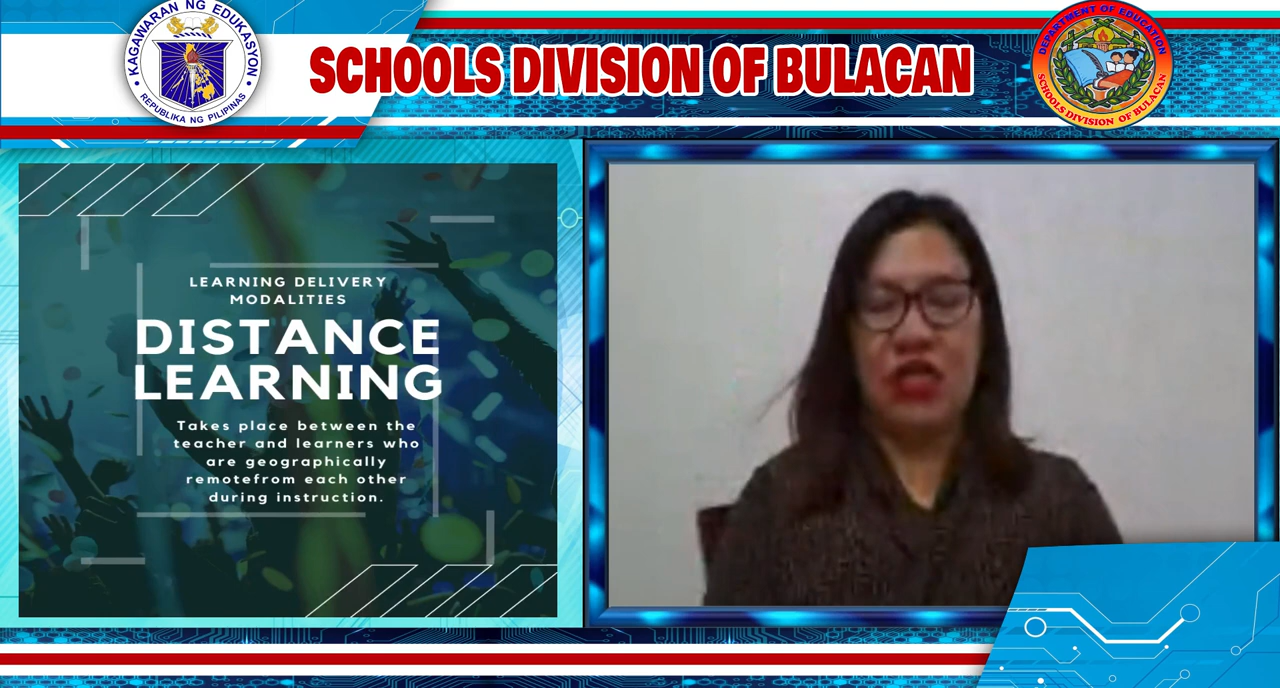 KAGAWARAN NG EDUKASYON
REPUBLIKA NG PILIPINAS
SCHOOLS DIVISION OF BULACAN
DEPARTMENT OF EDUCATION
SCHOOLS DIVISION OF BULACAN
LEARNING DELIVERY
MODALITIES
DISTANCE
LEARNING
Takes place between the
teacher and learners who
are geographically
remotefrom each other
during instruction.